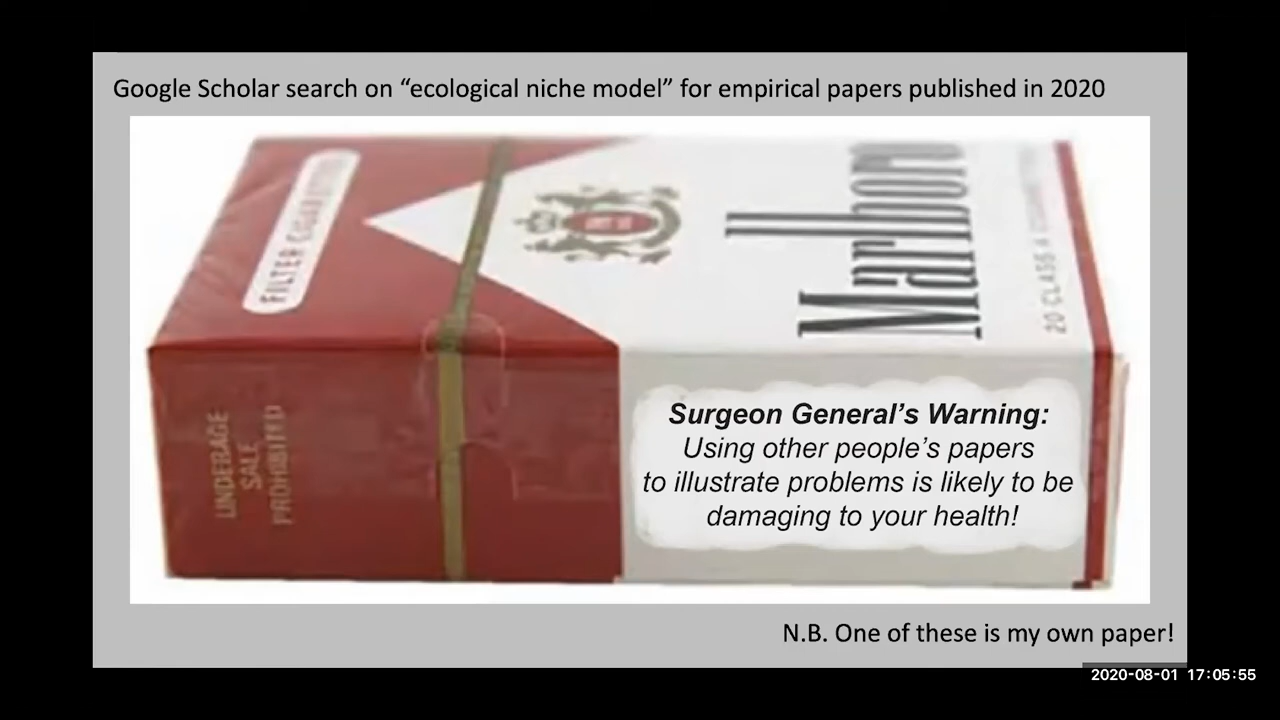 Google Scholar search on “ecological niche model” for empirical papers published in 2020
FILTER CIGARETTES
Marlboro
20 CLASS A CIGARETTES
UNDERAGE
SALE
PROHIBITED
Surgeon General’s Warning:
Using other people’s papers
to illustrate problems is likely to be
damaging to your health!
N.B. One of these is my own paper!
2020-08-01 17:05:55